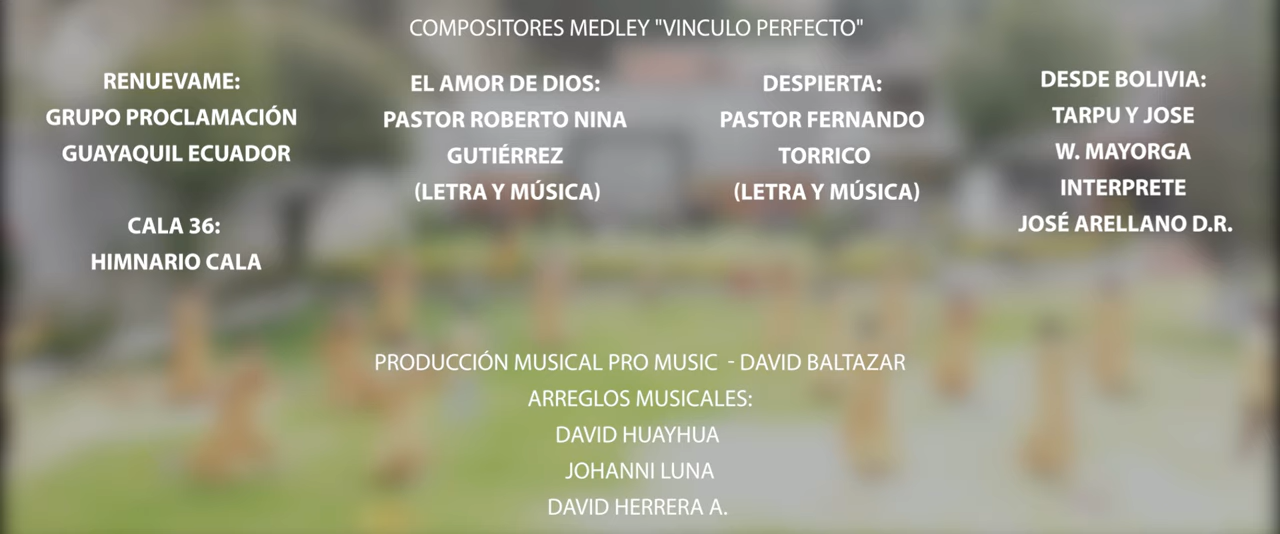 COMPOSITORES MEDLEY "VINCULO PERFECTO"
RENUEVAME:
GRUPO PROCLAMACIÓN
GUAYAQUIL ECUADOR
CALA 36:
HIMNARIO CALA
EL AMOR DE DIOS:
PASTOR ROBERTO NINA
GUTIÉRREZ
(LETRA Y MÚSICA)
DESPIERTA:
PASTOR FERNANDO
TORRICO
(LETRA Y MÚSICA)
DESDE BOLIVIA:
TARPU Y JOSE
W. MAYORGA
INTERPRETE
JOSÉ ARELLANO D.R.
PRODUCCIÓN MUSICAL PRO MUSIC - DAVID BALTAZAR
ARREGLOS MUSICALES:
DAVID HUAYHUA
JOHANNI LUNA
DAVID HERRERA A.